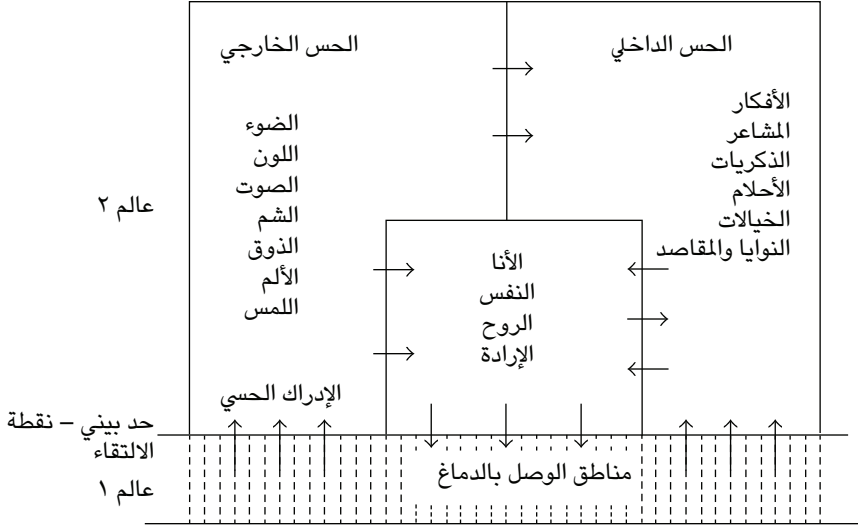 الحس الداخلي
الأفكار
المشاعر
الذكريات
الأحلام
الخيالات
النوايا والمقاصد
الحس الخارجي
الضوء
اللون
الصوت
الشم
الذوق
الألم
اللمس
الإدراك الحسي
الأنا
النفس
الروح
الإرادة
عالم ٢
حد بيني – نقطة
الالتقاء
عالم ١
مناطق الوصل بالدماغ